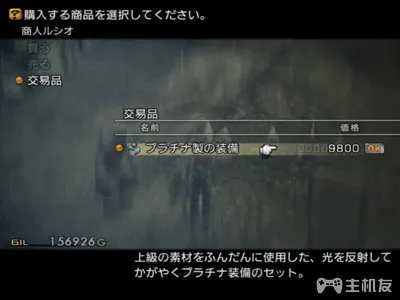 購入する商品を選択してください。
商人ルシオ
買う
売る
交易品
交易品
名前 価格
プラチナ製の装備 00009800 OK
GIL 156926 G
上級の素材をふんだんに使用した、光を反射して
かがやくプラチナ装備のセット。
主机友